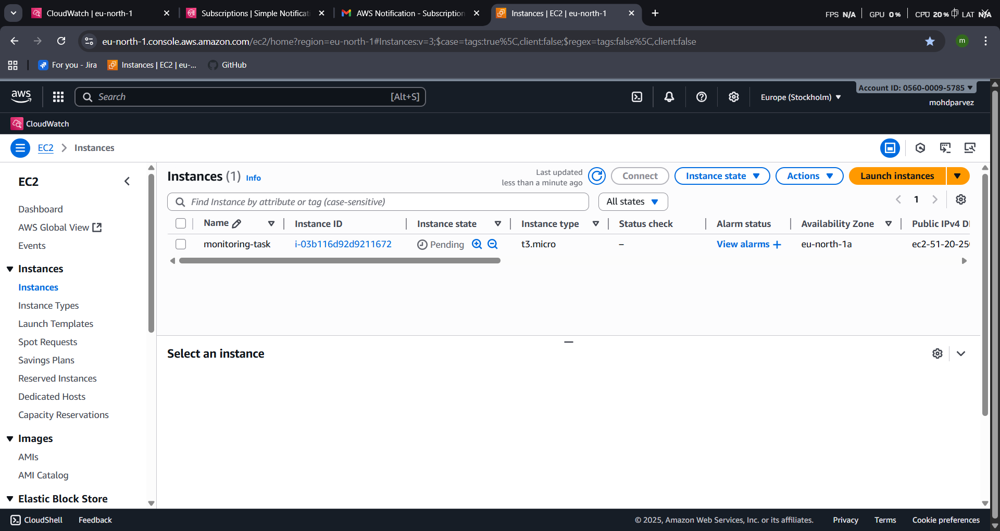 CloudWatch | eu-north-1
Subscriptions | Simple Notificati
AWS Notification - Subscription
Instances | EC2 | eu-north-1
FPS N/A GPU 0% CPU 20% LAT N/A
eu-north-1.console.aws.amazon.com/ec2/home?region=eu-north-1#Instances:v=3;$case=tags:true%5C,client:false;$regex=tags:false%5C,client:false
m
For you - Jira
Instances | EC2 | eu-...
GitHub
aws
Search
[Alt+S]
Europe (Stockholm)
Account ID: 0560-0009-5785
mohdparvez
CloudWatch
EC2
Instances
EC2
Dashboard
AWS Global View
Events
Instances
Instances
Instance Types
Launch Templates
Spot Requests
Savings Plans
Reserved Instances
Dedicated Hosts
Capacity Reservations
Images
AMIs
AMI Catalog
Elastic Block Store
Instances (1) Info
Last updated
less than a minute ago
Connect
Instance state
Actions
Launch instances
Find Instance by attribute or tag (case-sensitive)
All states
1
Name Instance ID Instance state Instance type Status check Alarm status Availability Zone Public IPv4 D
monitoring-task i-03b116d92d9211672 Pending t3.micro – View alarms + eu-north-1a ec2-51-20-25
Select an instance
CloudShell
Feedback
© 2025, Amazon Web Services, Inc. or its affiliates.
Privacy
Terms
Cookie preferences